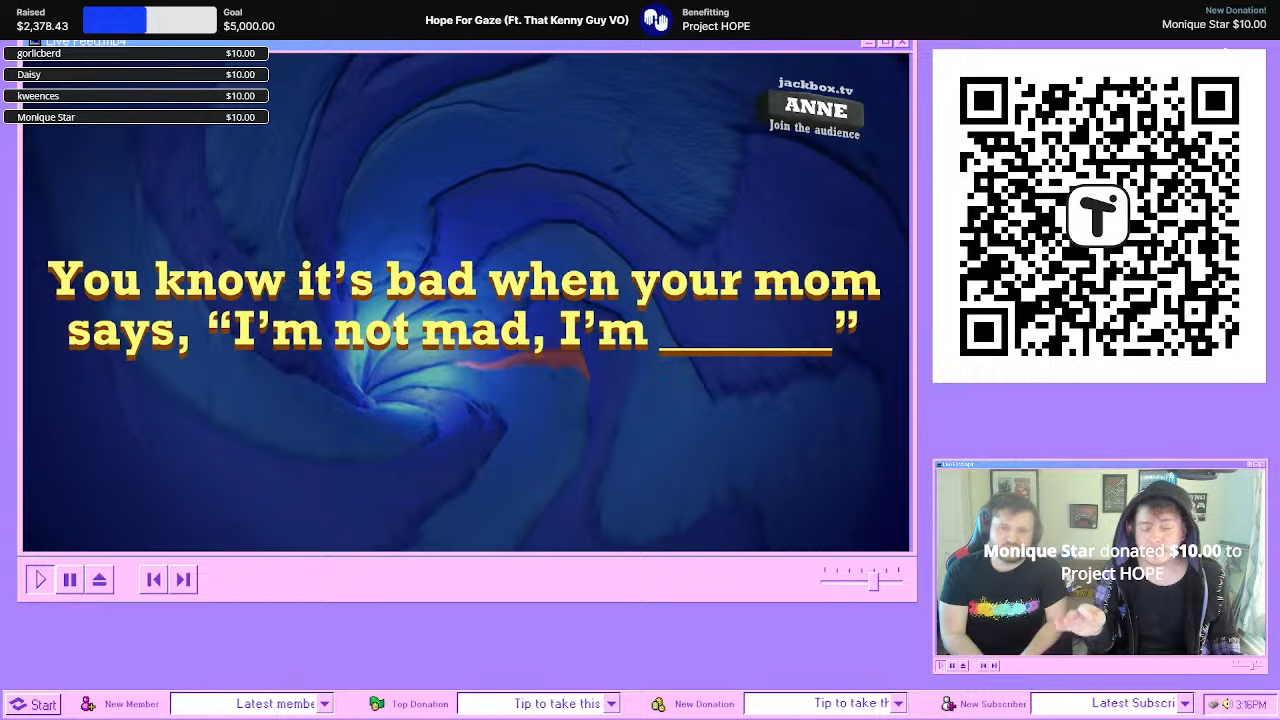 Raised
$2,378.43
Goal
$5,000.00
Hope For Gaze (Ft. That Kenny Guy VO)
Benefitting
Project HOPE
New Donation!
Monique Star $10.00
Live Feed.mp4
gorlicberd $10.00
Daisy $10.00
kweences $10.00
Monique Star $10.00
jackbox.tv
ANNE
Join the audience
You know it's bad when your mom
says, “I'm not mad, I'm ________”
T
Monique Star donated $10.00 to
Project HOPE
Start
New Member
Latest membe
Top Donation
Tip to take this
New Donation
Tip to take th
New Subscriber
Latest Subscri
3:16PM